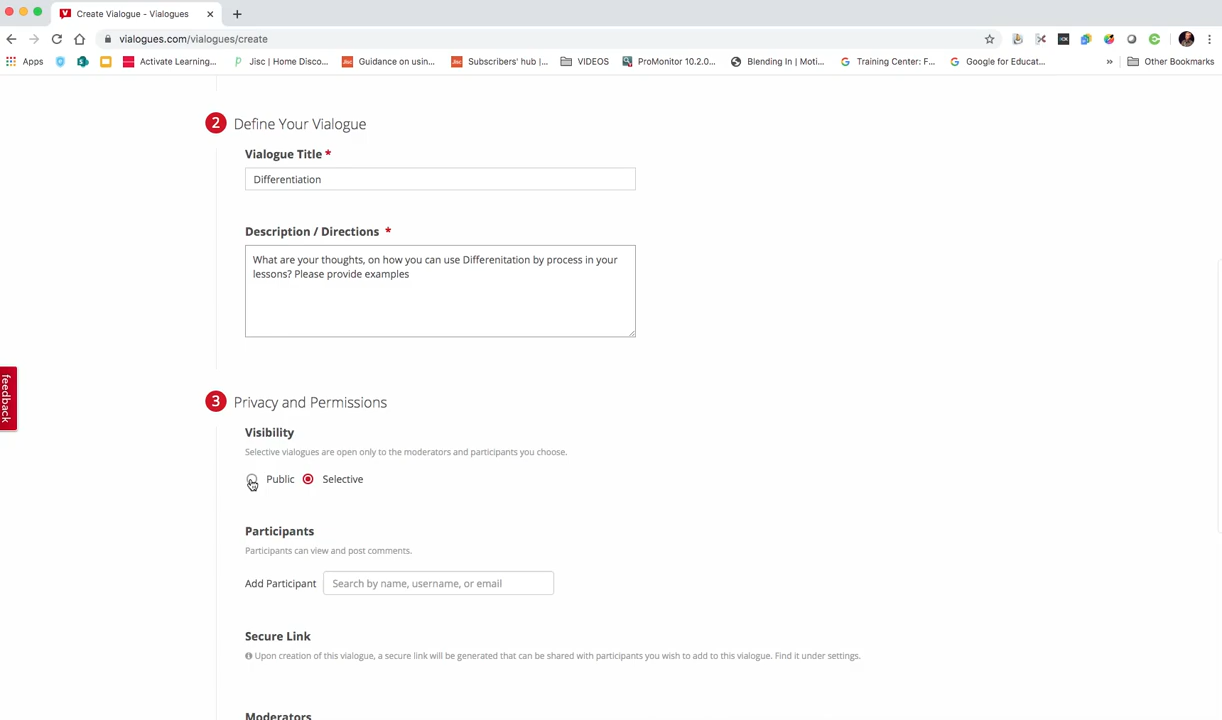 Create Vialogue - Vialogues
vialogues.com/vialogues/create
Apps
Activate Learning...
Jisc | Home Disco...
Guidance on usin...
Subscribers' hub |...
VIDEOS
ProMonitor 10.2.0...
Blending In | Moti...
Training Center: F...
Google for Educat...
Other Bookmarks
2 Define Your Vialogue
Vialogue Title *
Differentiation
Description / Directions *
What are your thoughts, on how you can use Differenitation by process in your
lessons? Please provide examples
feedback
3 Privacy and Permissions
Visibility
Selective vialogues are open only to the moderators and participants you choose.
Public Selective
Participants
Participants can view and post comments.
Add Participant Search by name, username, or email
Secure Link
Upon creation of this vialogue, a secure link will be generated that can be shared with participants you wish to add to this vialogue. Find it under settings.
Moderators